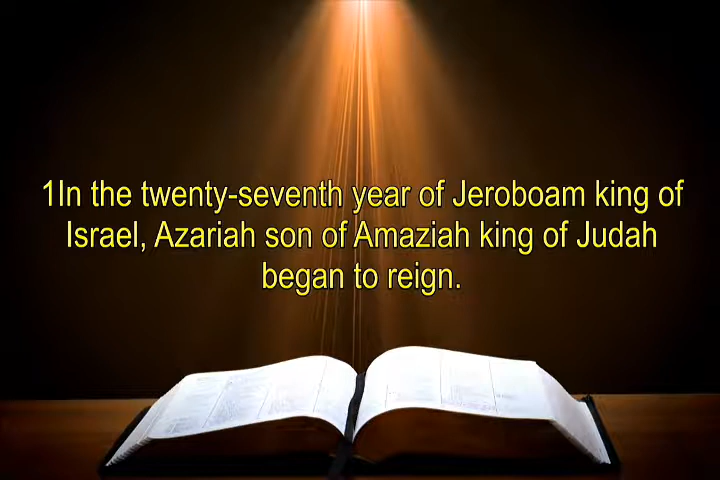 1In the twenty-seventh year of Jeroboam king of
Israel, Azariah son of Amaziah king of Judah
began to reign.